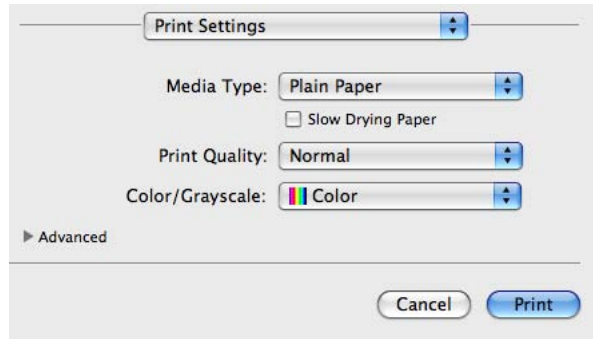 Print Settings
Media Type: Plain Paper
Slow Drying Paper
Print Quality: Normal
Color/Grayscale: Color
Advanced
Cancel Print